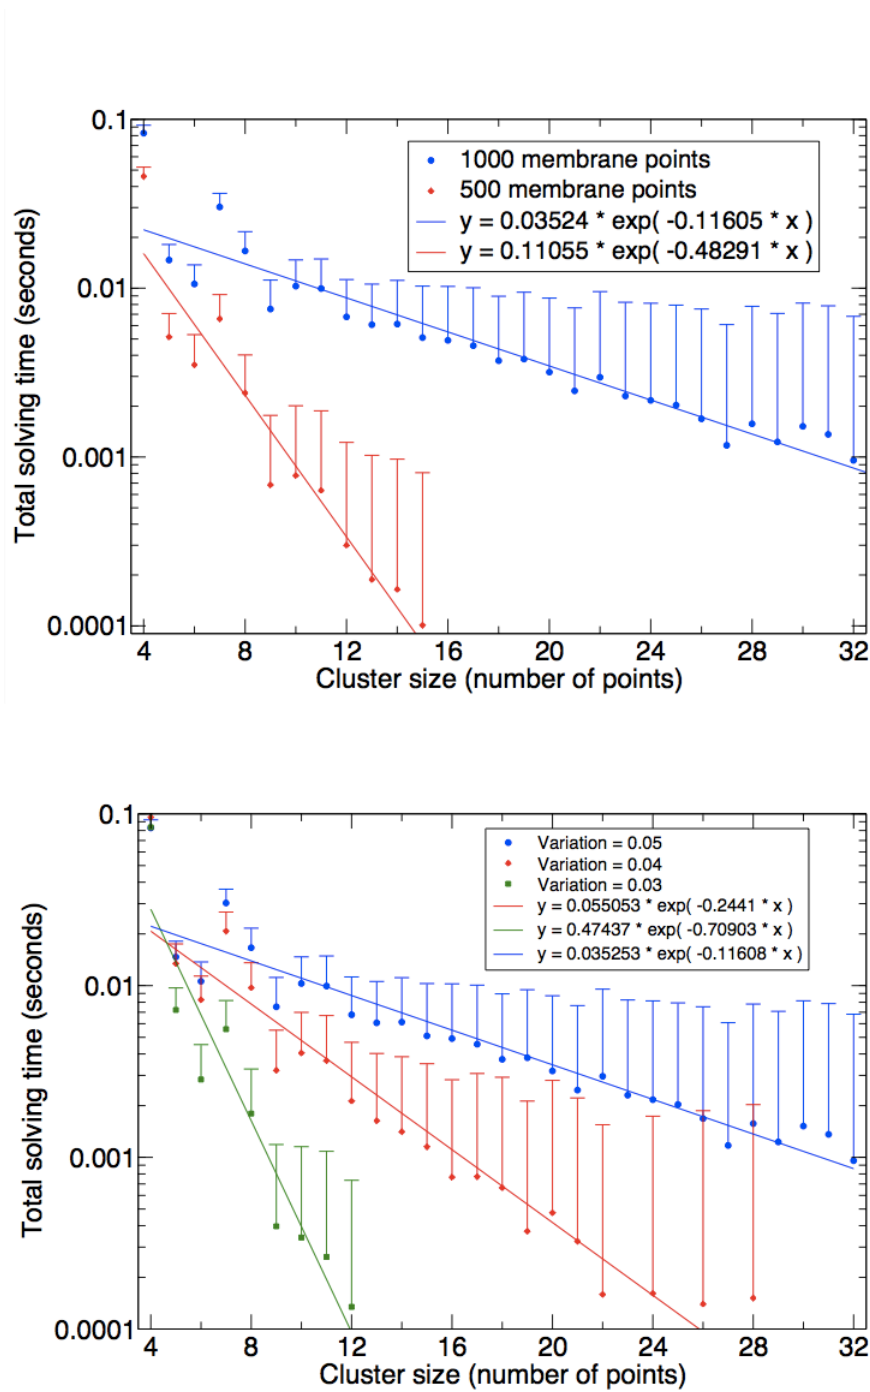 0.1
1000 membrane points
500 membrane points
y = 0.03524 * exp( -0.11605 * x )
y = 0.11055 * exp( -0.48291 * x )
0.01
0.001
0.0001
Total solving time (seconds)
4 8 12 16 20 24 28 32
Cluster size (number of points)
0.1
Variation = 0.05
Variation = 0.04
Variation = 0.03
y = 0.055053 * exp( -0.2441 * x )
y = 0.47437 * exp( -0.70903 * x )
y = 0.035253 * exp( -0.11608 * x )
0.01
0.001
0.0001
Total solving time (seconds)
4 8 12 16 20 24 28 32
Cluster size (number of points)